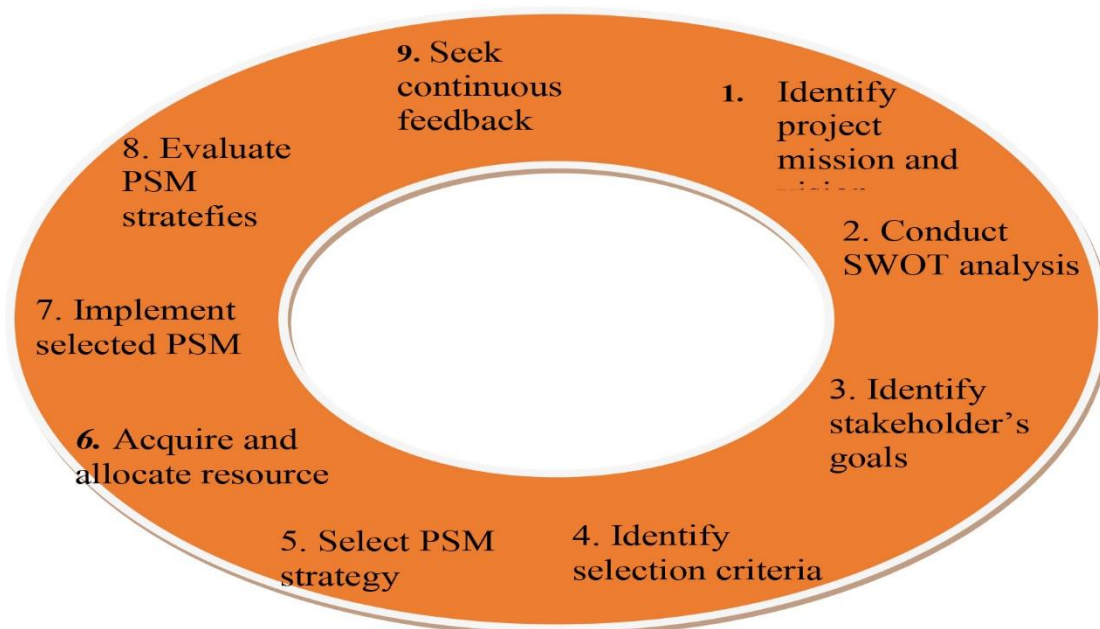 1. Identify
project
mission and
2. Conduct
SWOT analysis
3. Identify
stakeholder’s
goals
4. Identify
selection criteria
5. Select PSM
strategy
6. Acquire and
allocate resource
7. Implement
selected PSM
8. Evaluate
PSM
stratefies
9. Seek
continuous
feedback